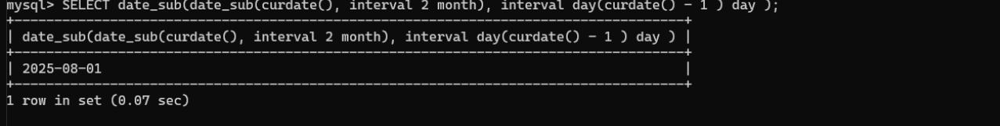 mysql> SELECT date_sub(date_sub(curdate(), interval 2 month), interval day(curdate() - 1 ) day );
+-------------------------------------------------------------------------------------+
| date_sub(date_sub(curdate(), interval 2 month), interval day(curdate() - 1 ) day ) |
+-------------------------------------------------------------------------------------+
| 2025-08-01 |
+-------------------------------------------------------------------------------------+
1 row in set (0.07 sec)